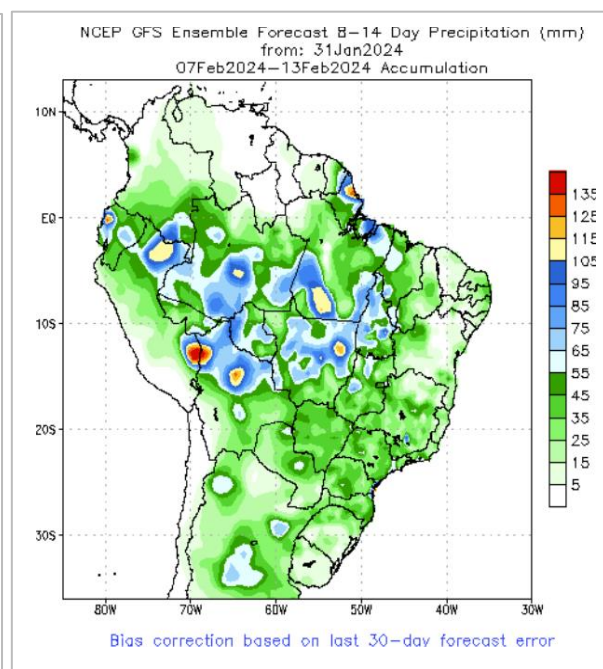 NCEP GFS Ensemble Forecast 8-14 Day Precipitation (mm)
from: 31Jan2024
07Feb2024-13Feb2024 Accumulation
10N
EQ
10S
20S
30S
80W 70W 60W 50W 40W 30W
135
125
115
105
95
85
75
65
55
45
35
25
15
5
Bias correction based on last 30-day forecast error